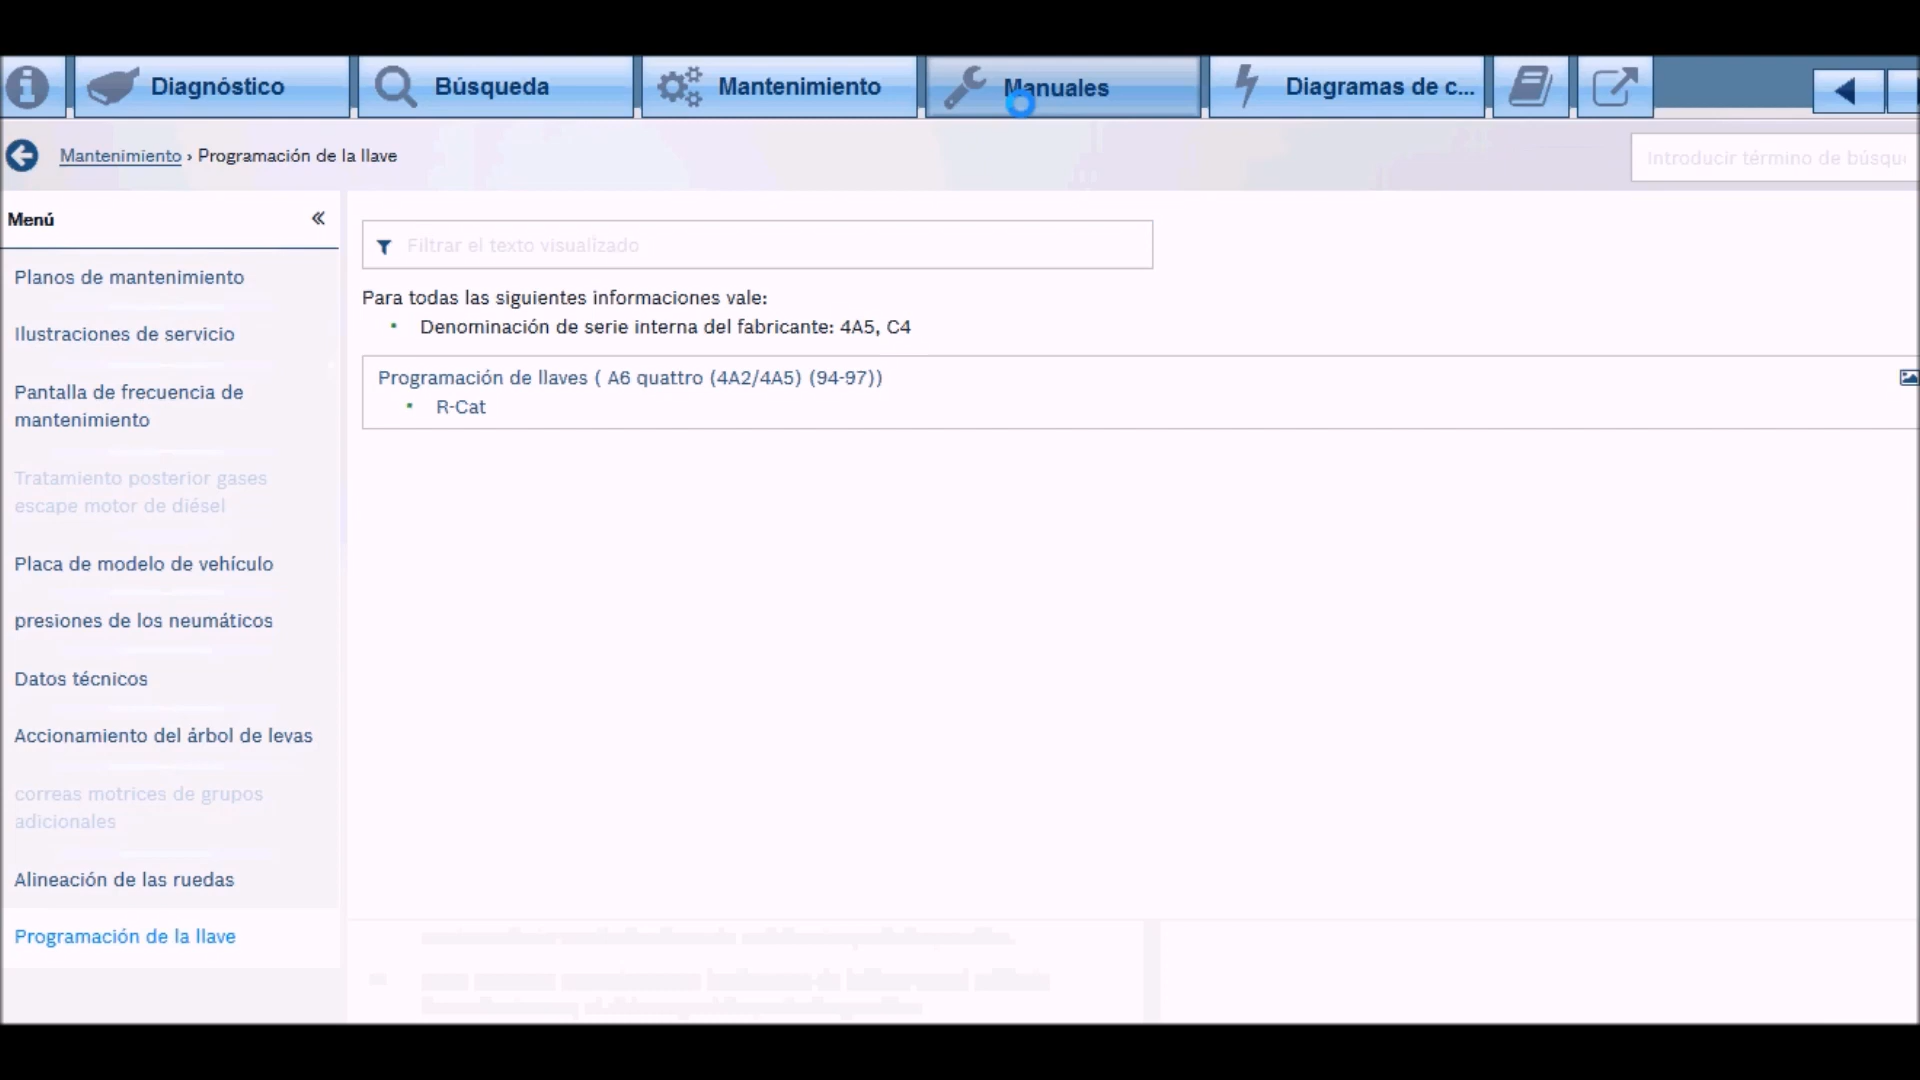 Diagnóstico
Búsqueda
Mantenimiento
Manuales
Diagramas de c...
Mantenimiento › Programación de la llave
Introducir término de búsqu
Menú «
Planos de mantenimiento
Ilustraciones de servicio
Pantalla de frecuencia de
mantenimiento
Tratamiento posterior gases
escape motor de diésel
Placa de modelo de vehículo
presiones de los neumáticos
Datos técnicos
Accionamiento del árbol de levas
correas motrices de grupos
adicionales
Alineación de las ruedas
Programación de la llave
Filtrar el texto visualizado
Para todas las siguientes informaciones vale:
• Denominación de serie interna del fabricante: 4A5, C4
Programación de llaves ( A6 quattro (4A2/4A5) (94-97))
• R-Cat